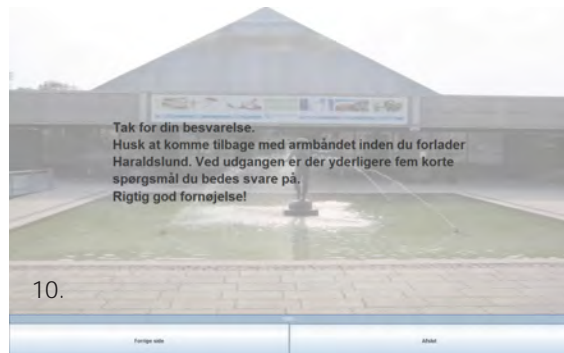 Tak for din besvarelse.
Husk at komme tilbage med armbåndet inden du forlader
Haraldslund. Ved udgangen er der yderligere fem korte
spørgsmål du bedes svare på.
Rigtig god fornøjelse!
10.
Forrige side
Afslut